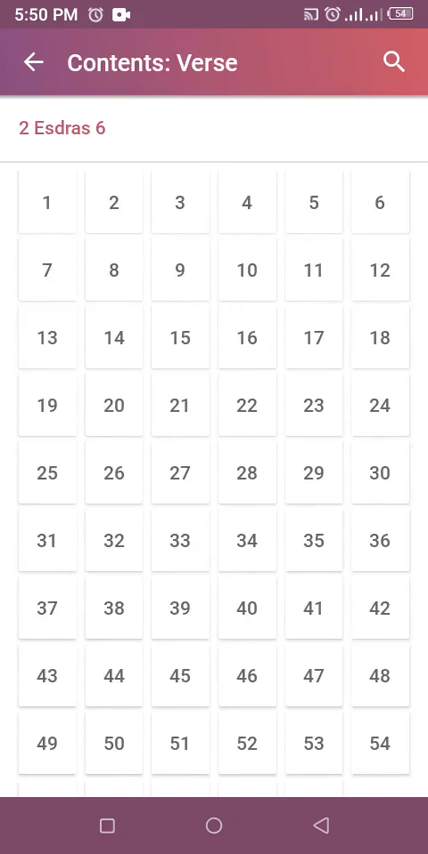 5:50 PM 54
Contents: Verse
2 Esdras 6
1 2 3 4 5 6
7 8 9 10 11 12
13 14 15 16 17 18
19 20 21 22 23 24
25 26 27 28 29 30
31 32 33 34 35 36
37 38 39 40 41 42
43 44 45 46 47 48
49 50 51 52 53 54